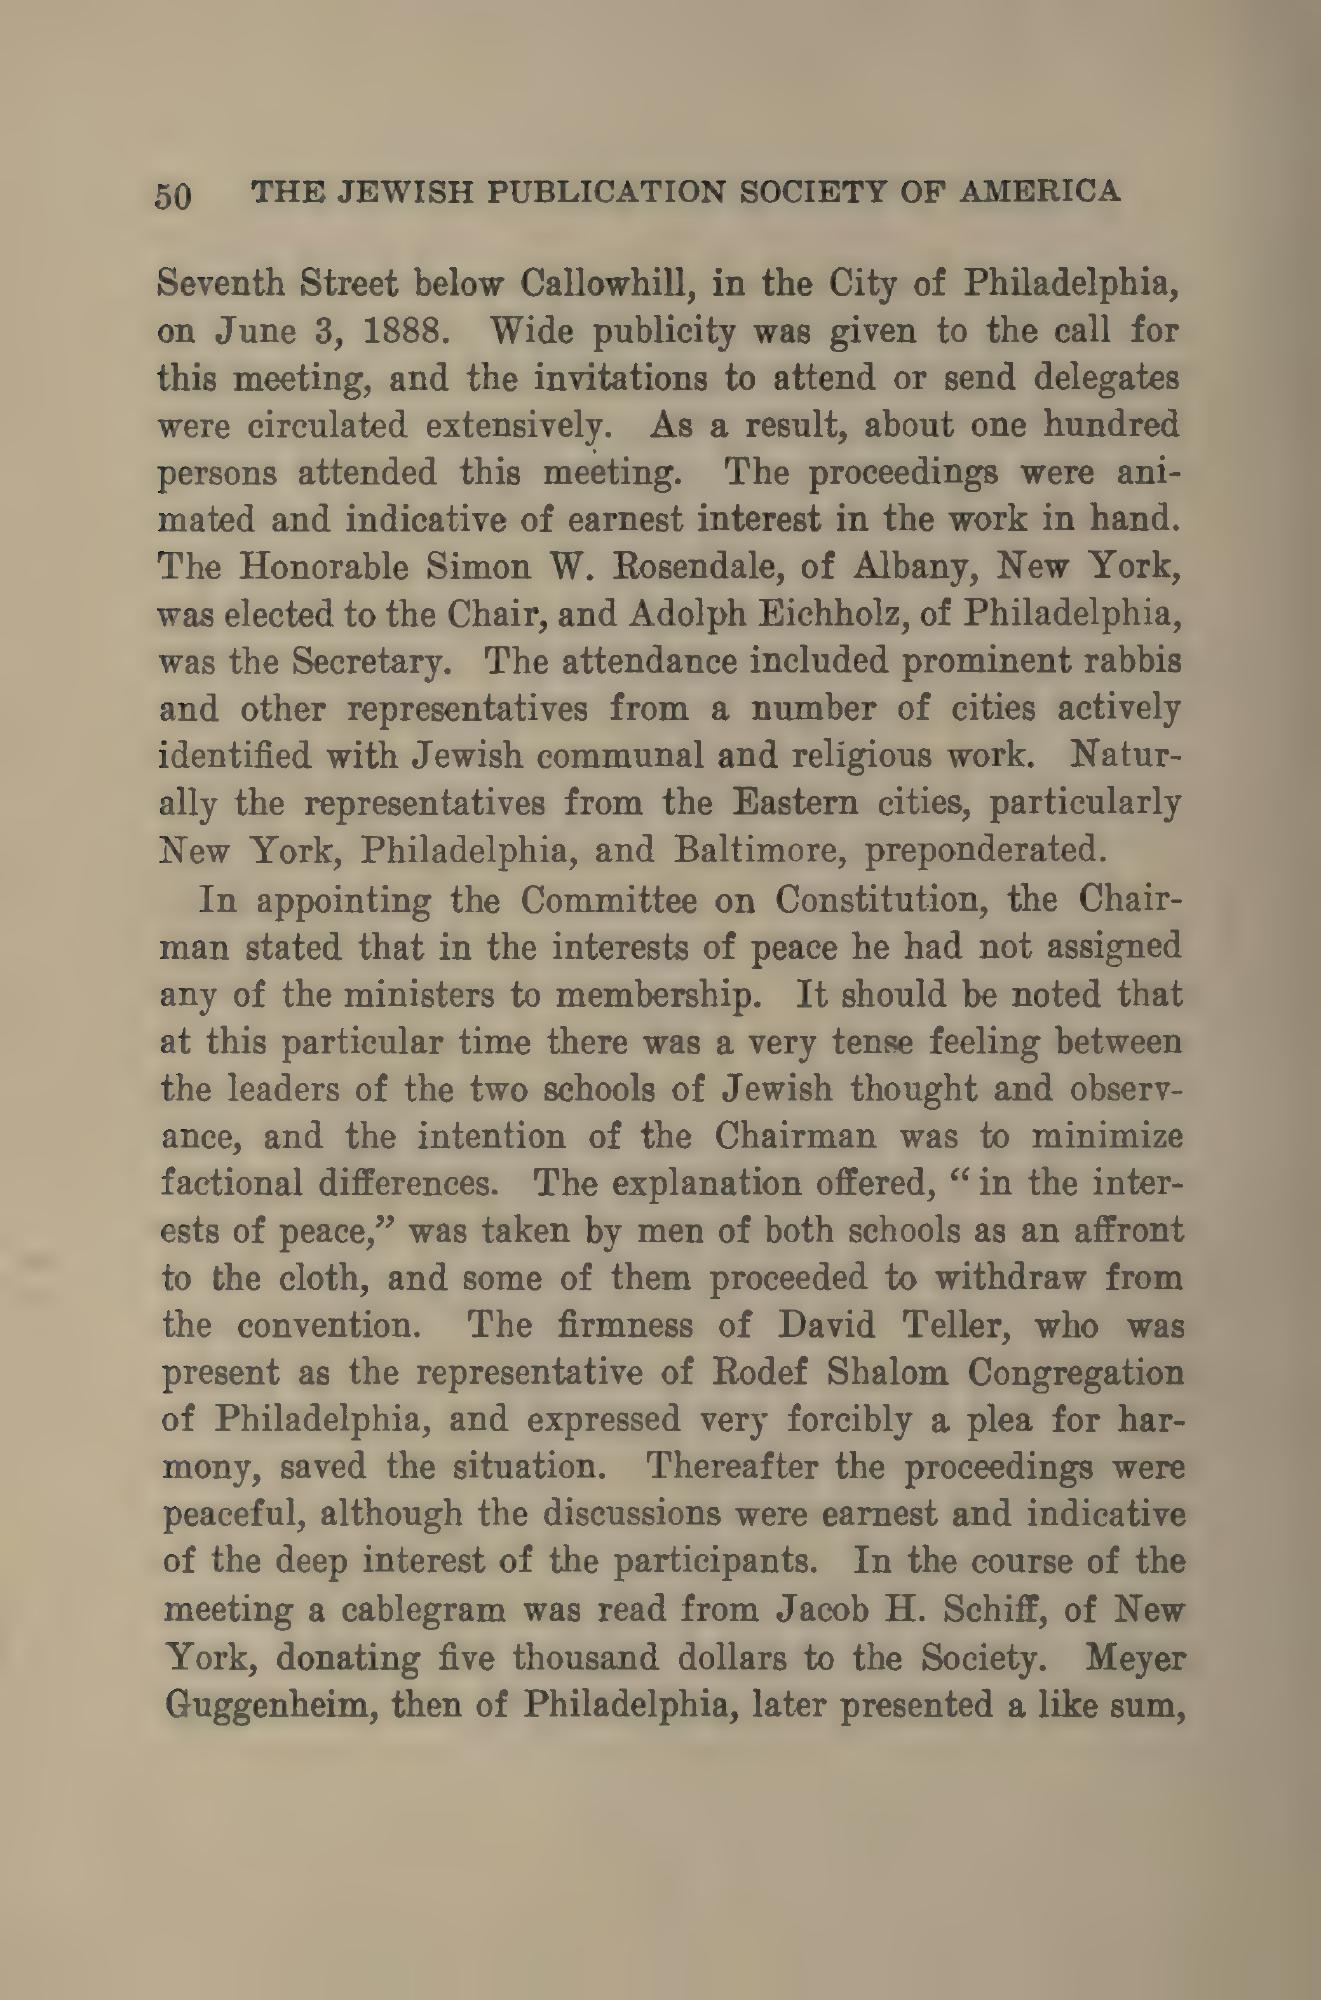 50 THE JEWISH PUBLICATION SOCIETY OF AMERICA
Seventh Street below Callowhill, in the City of Philadelphia,
on June 3, 1888. Wide publicity was given to the call for
this meeting, and the invitations to attend or send delegates
were circulated extensively. As a result, about one hundred
persons attended this meeting. The proceedings were ani-
mated and indicative of earnest interest in the work in hand.
The Honorable Simon W. Rosendale, of Albany, New York,
was elected to the Chair, and Adolph Eichholz, of Philadelphia,
was the Secretary. The attendance included prominent rabbis
and other representatives from a number of cities actively
identified with Jewish communal and religious work. Natur-
ally the representatives from the Eastern cities, particularly
New York, Philadelphia, and Baltimore, preponderated.
In appointing the Committee on Constitution, the Chair-
man stated that in the interests of peace he had not assigned
any of the ministers to membership. It should be noted that
at this particular time there was a very tense feeling between
the leaders of the two schools of Jewish thought and observ-
ance, and the intention of the Chairman was to minimize
factional differences. The explanation offered, “in the inter-
ests of peace,” was taken by men of both schools as an affront
to the cloth, and some of them proceeded to withdraw from
the convention. The firmness of David Teller, who was
present as the representative of Rodef Shalom Congregation
of Philadelphia, and expressed very forcibly a plea for har-
mony, saved the situation. Thereafter the proceedings were
peaceful, although the discussions were earnest and indicative
of the deep interest of the participants. In the course of the
meeting a cablegram was read from Jacob H. Schiff, of New
York, donating five thousand dollars to the Society. Meyer
Guggenheim, then of Philadelphia, later presented a like sum,